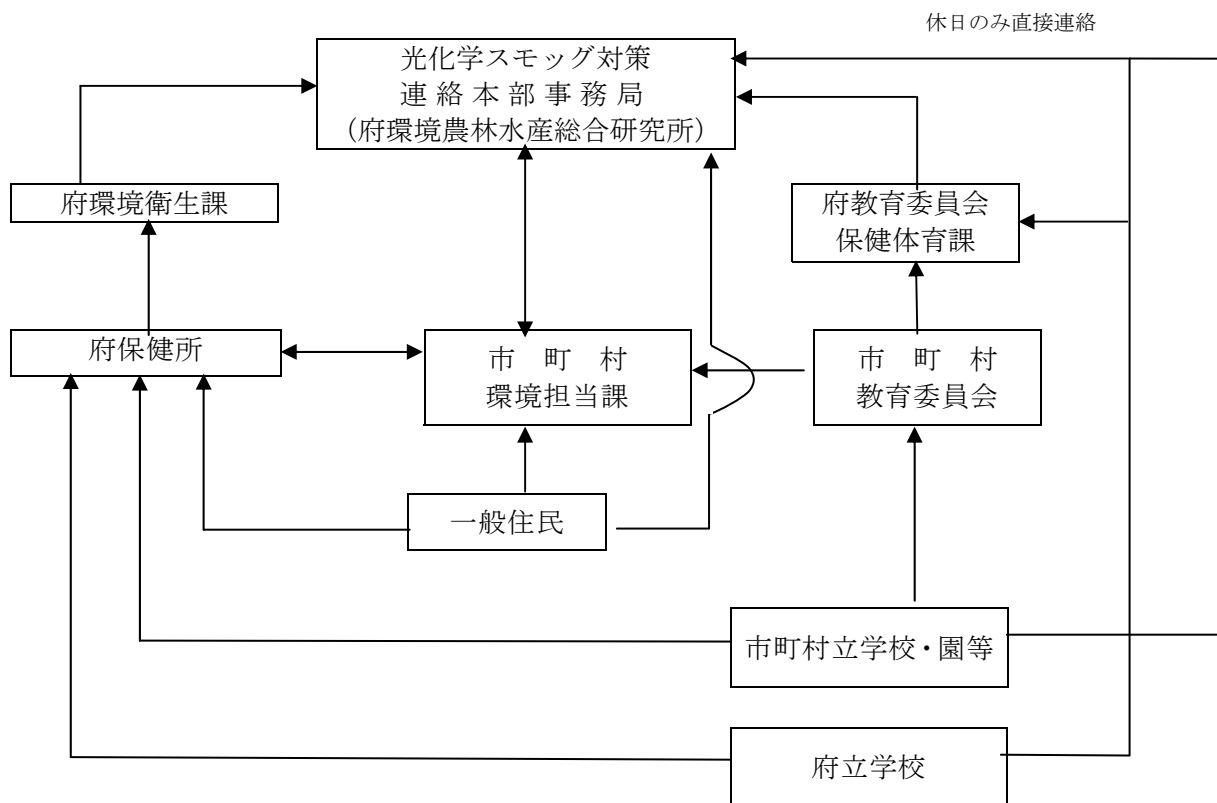 休日のみ直接連絡
光化学スモッグ対策
連絡本部事務局
（府環境農林水産総合研究所）
府環境衛生課
府教育委員会
保健体育課
府保健所
市町村
環境担当課
市町村
教育委員会
一般住民
市町村立学校・園等
府立学校